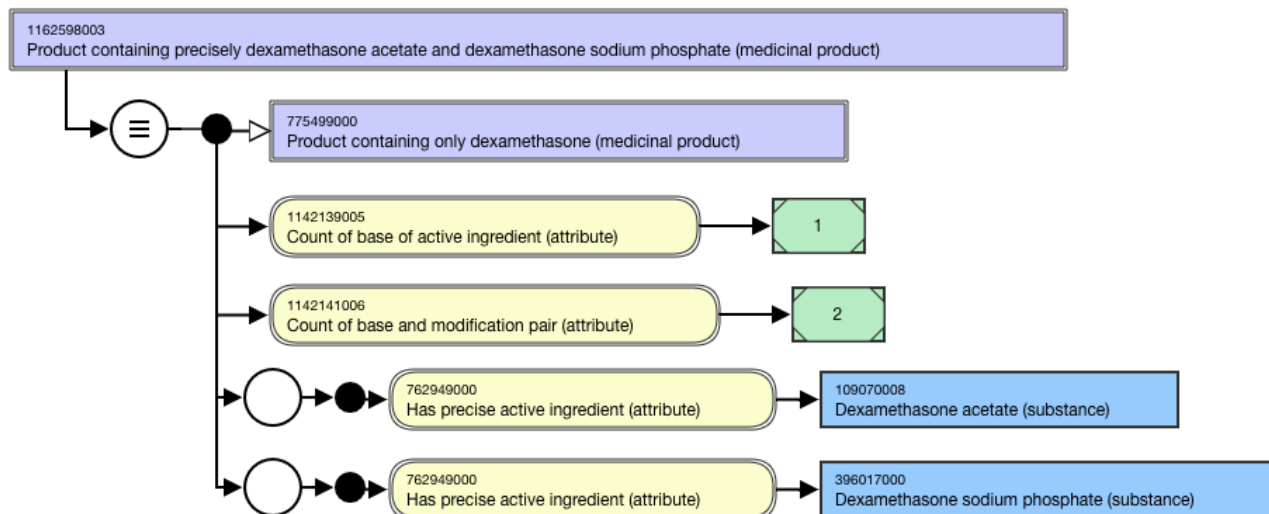 1162598003
Product containing precisely dexamethasone acetate and dexamethasone sodium phosphate (medicinal product)
775499000
Product containing only dexamethasone (medicinal product)
1142139005
Count of base of active ingredient (attribute)
1
1142141006
Count of base and modification pair (attribute)
2
762949000
Has precise active ingredient (attribute)
109070008
Dexamethasone acetate (substance)
762949000
Has precise active ingredient (attribute)
396017000
Dexamethasone sodium phosphate (substance)